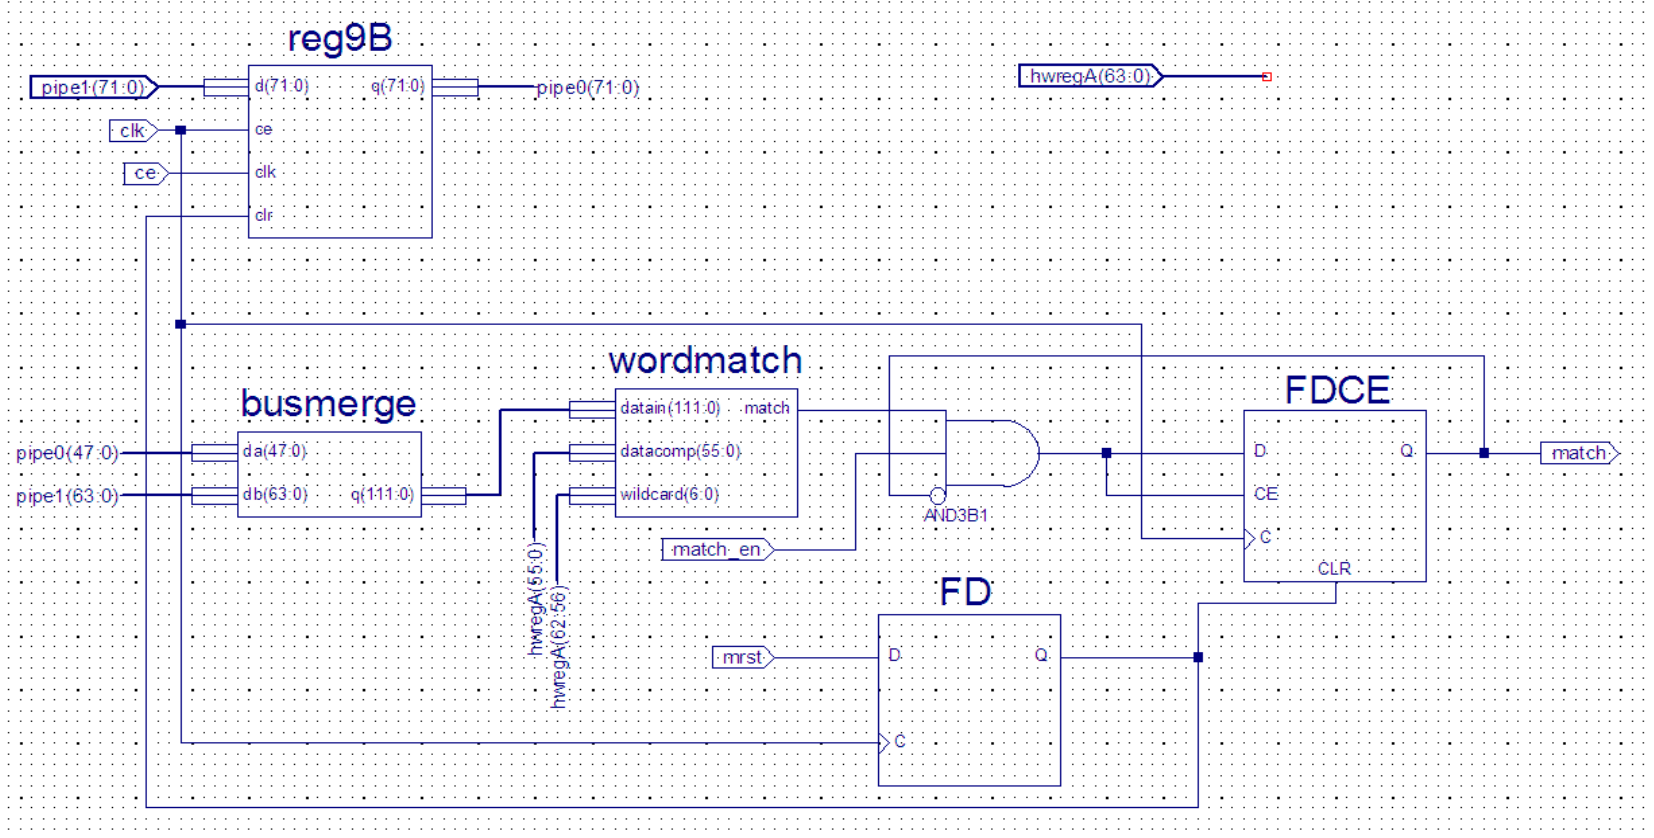 reg9B
pipe1(71:0)
d(71:0)
q(71:0)
pipe0(71:0)
hwregA(63:0)
clk
ce
ce
clk
clr
wordmatch
busmerge
FDCE
datain(111:0)
match
datacomp(55:0)
wildcard(6:0)
pipe0(47:0)
da(47:0)
pipe1(63:0)
db(63:0)
q(111:0)
AND3B1
D
Q
CE
C
CLR
match
match_en
hwregA(55:0)
hwregA(62:56)
FD
mrst
D
Q
C